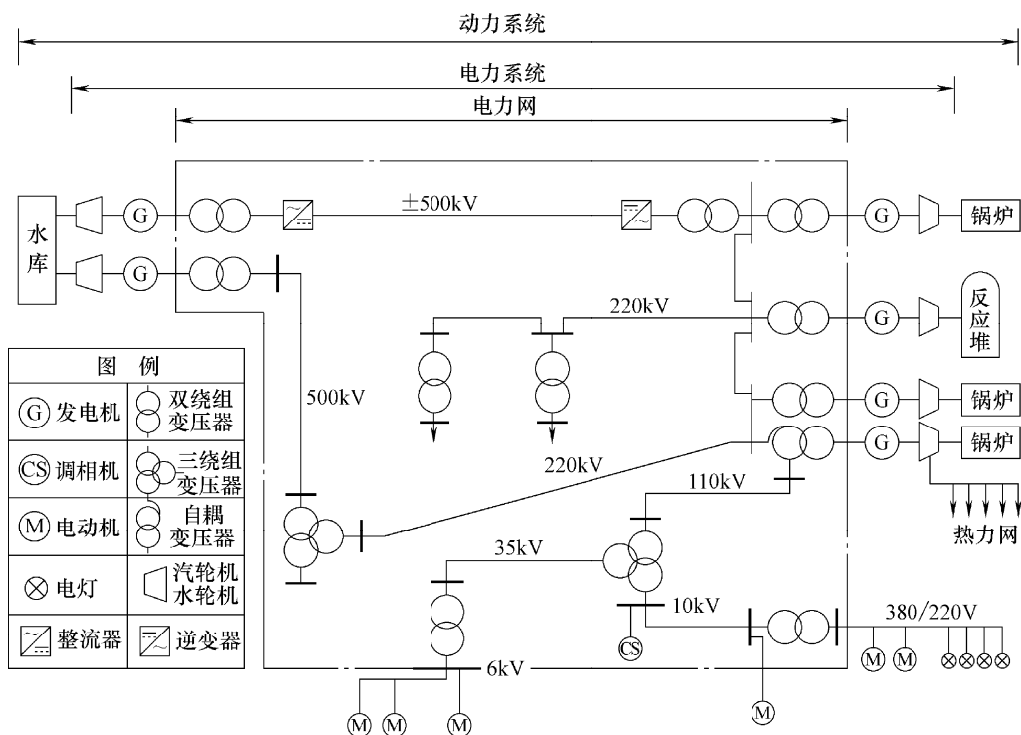 动力系统
电力系统
电力网
水库
G
±500kV
G
锅炉
G
220kV
G
反应堆
图 例
G 发电机
双绕组变压器
CS 调相机
三绕组变压器
M 电动机
自耦变压器
电灯
汽轮机
水轮机
整流器
逆变器
500kV
G
锅炉
G
锅炉
220kV
110kV
热力网
35kV
10kV
CS
380/220V
M
M
6kV
M
M
M
M